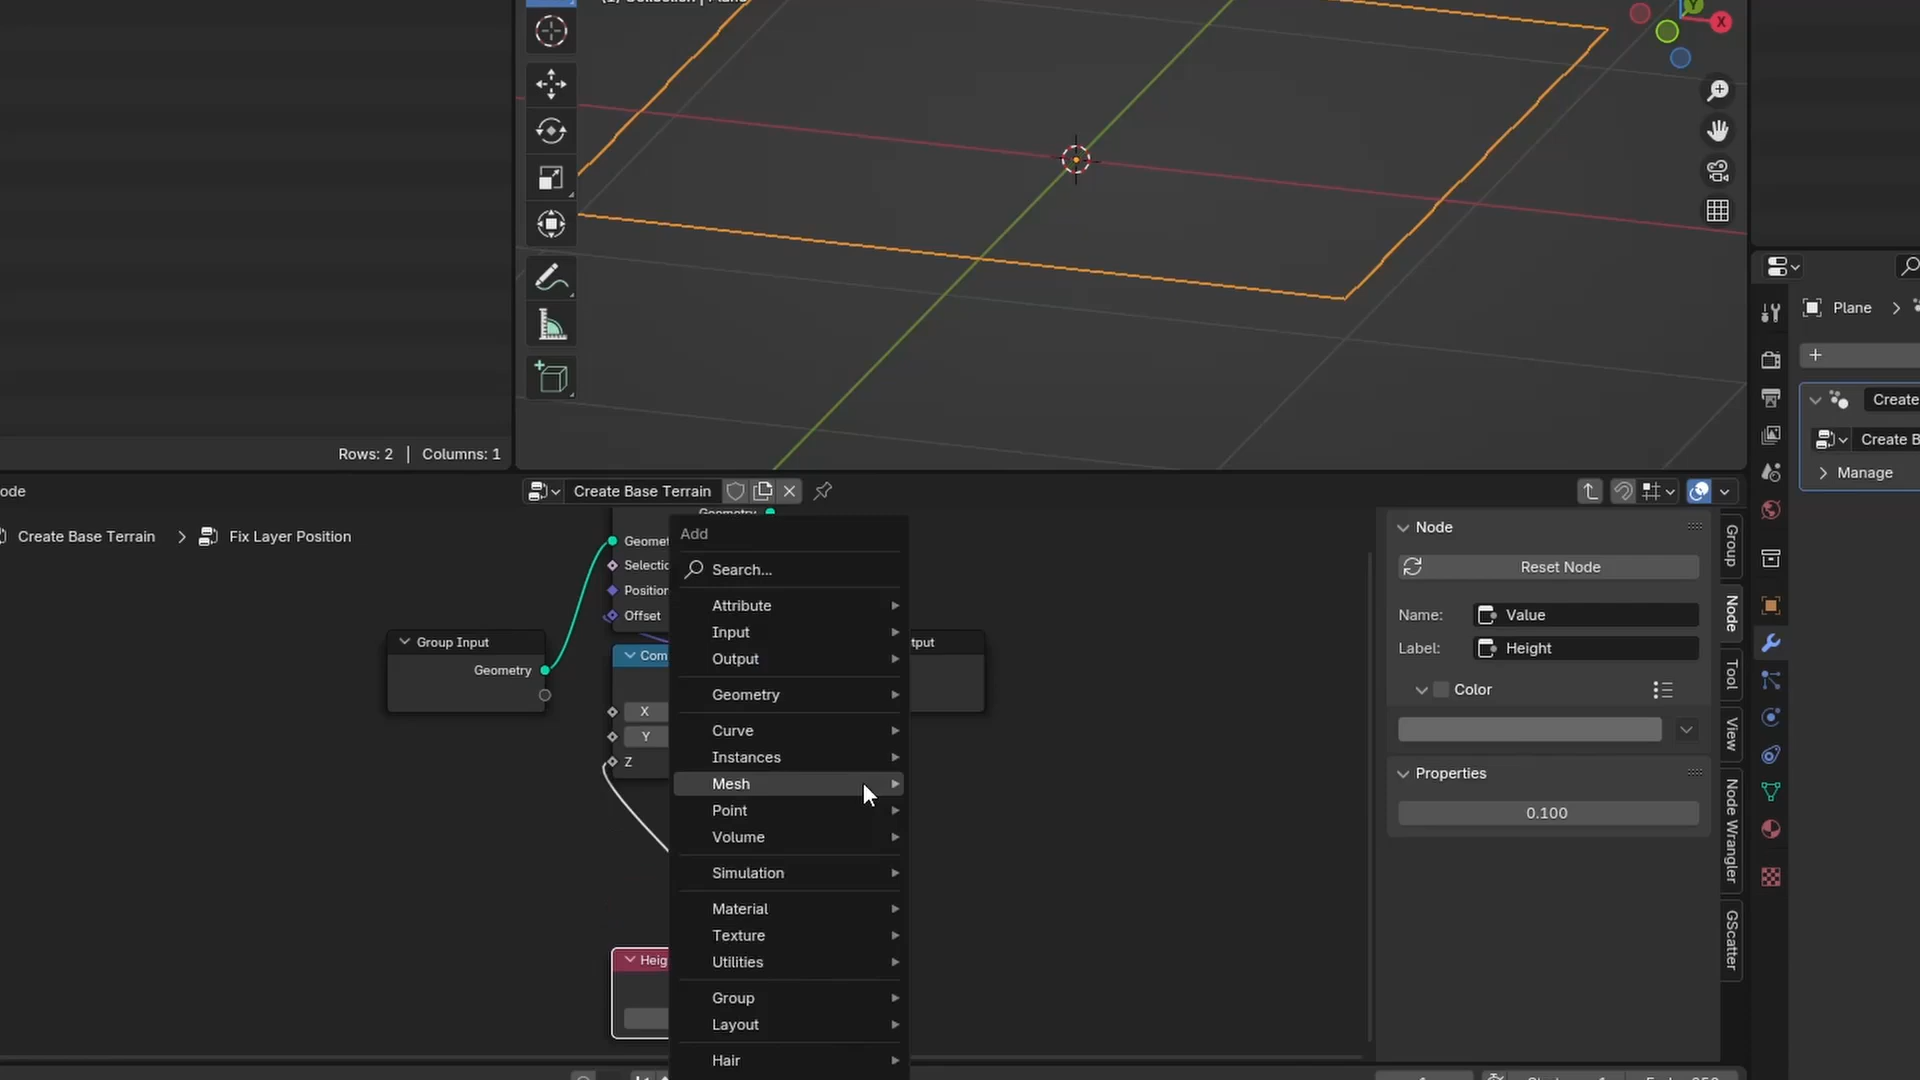 Y
X
Rows: 2 | Columns: 1
Plane
Create
Create B
Manage
ode
Create Base Terrain
Create Base Terrain > Fix Layer Position
Geometry
Group Input
Geometry
Geomet
Selectio
Position
Offset
Com
X
Y
Z
Heig
tput
Add
Search...
Attribute
Input
Output
Geometry
Curve
Instances
Mesh
Point
Volume
Simulation
Material
Texture
Utilities
Group
Layout
Hair
Node
Reset Node
Name: Value
Label: Height
Color
Properties
0.100
Group
Node
Tool
View
Node Wrangler
GScatter